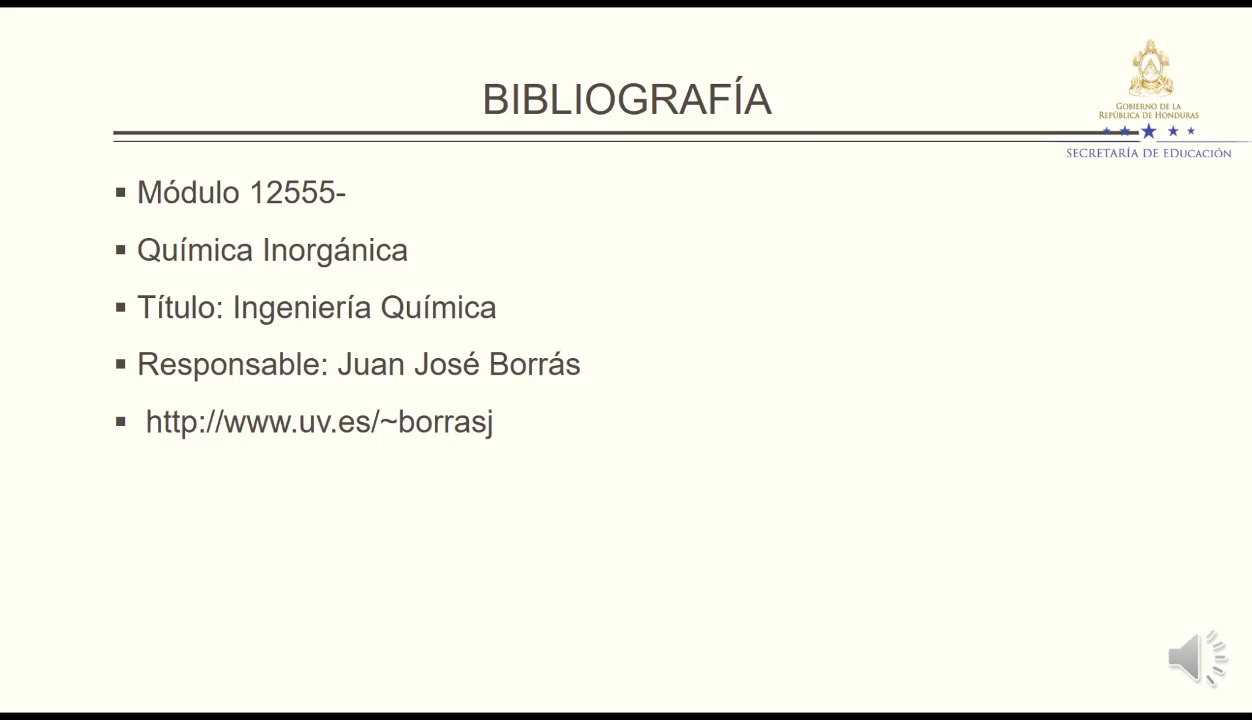 BIBLIOGRAFÍA
GOBIERNO DE LA
REPÚBLICA DE HONDURAS
SECRETARÍA DE EDUCACIÓN
▪ Módulo 12555-
▪ Química Inorgánica
▪ Título: Ingeniería Química
▪ Responsable: Juan José Borrás
▪ http://www.uv.es/~borrasj